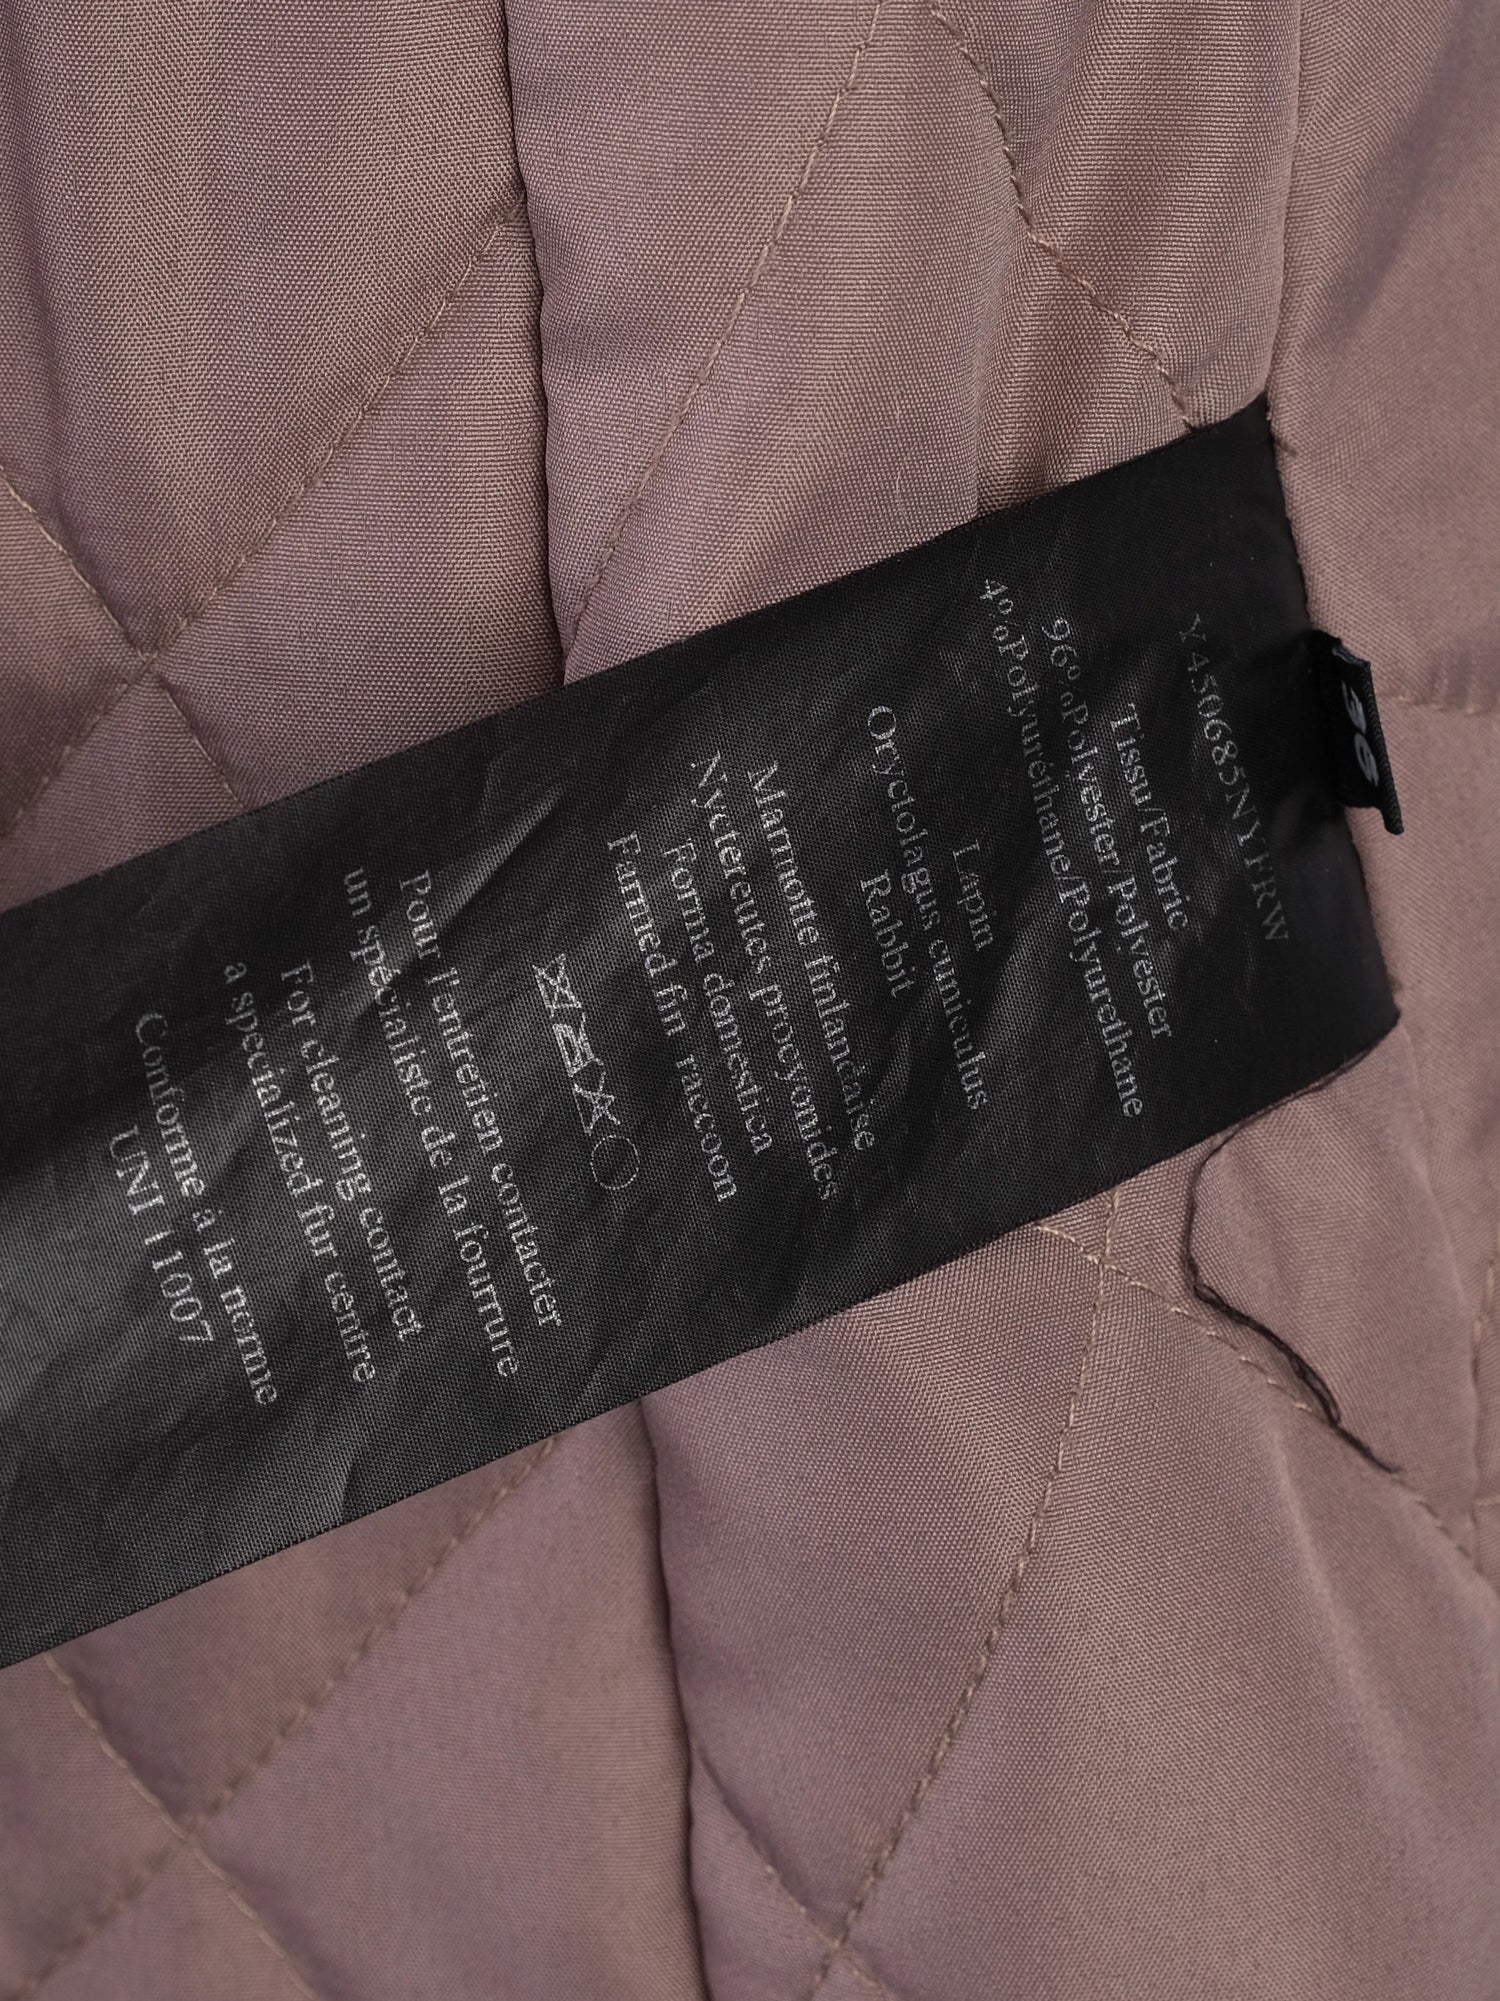 36
Y450685NYFRW
Tissu/Fabric
96%Polyester/Polyester
4%Polyuréthane/Polyurethane
Lapin
Oryctolagus cuniculus
Rabbit
Marmotte finlandaise
Nyctereutes procyonides
Forma domestica
Farmed fin raccoon
Pour l'entretien contacter
un spécialiste de la fourrure
For cleaning contact
a specialized fur centre
Conforme à la norme
UNI 11007